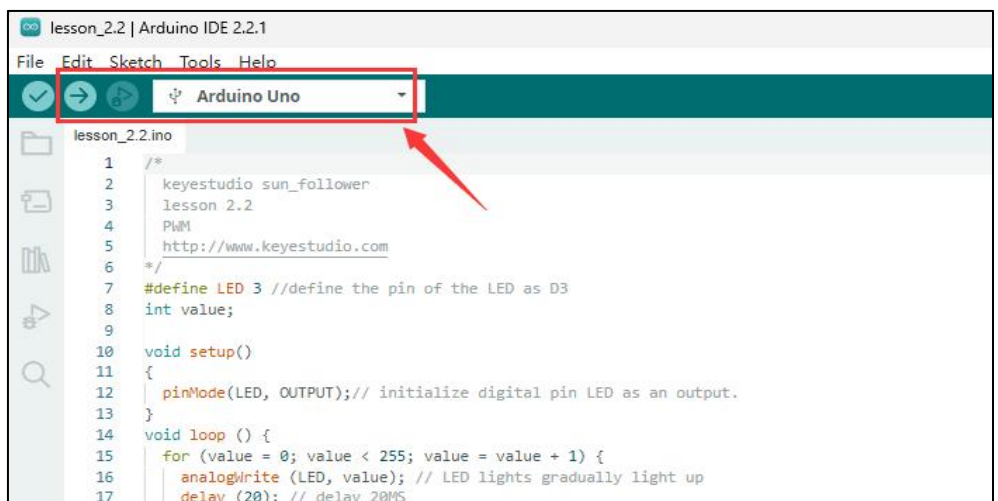 lesson_2.2 | Arduino IDE 2.2.1
File Edit Sketch Tools Help
Arduino Uno
lesson_2.2.ino
1 /*
2 keyestudio sun_follower
3 lesson 2.2
4 PWM
5 http://www.keyestudio.com
6 */
7 #define LED 3 //define the pin of the LED as D3
8 int value;
9
10 void setup()
11 {
12 pinMode(LED, OUTPUT);// initialize digital pin LED as an output.
13 }
14 void loop () {
15 for (value = 0; value < 255; value = value + 1) {
16 analogWrite (LED, value); // LED lights gradually light up
17 delay (20); // delay 20MS